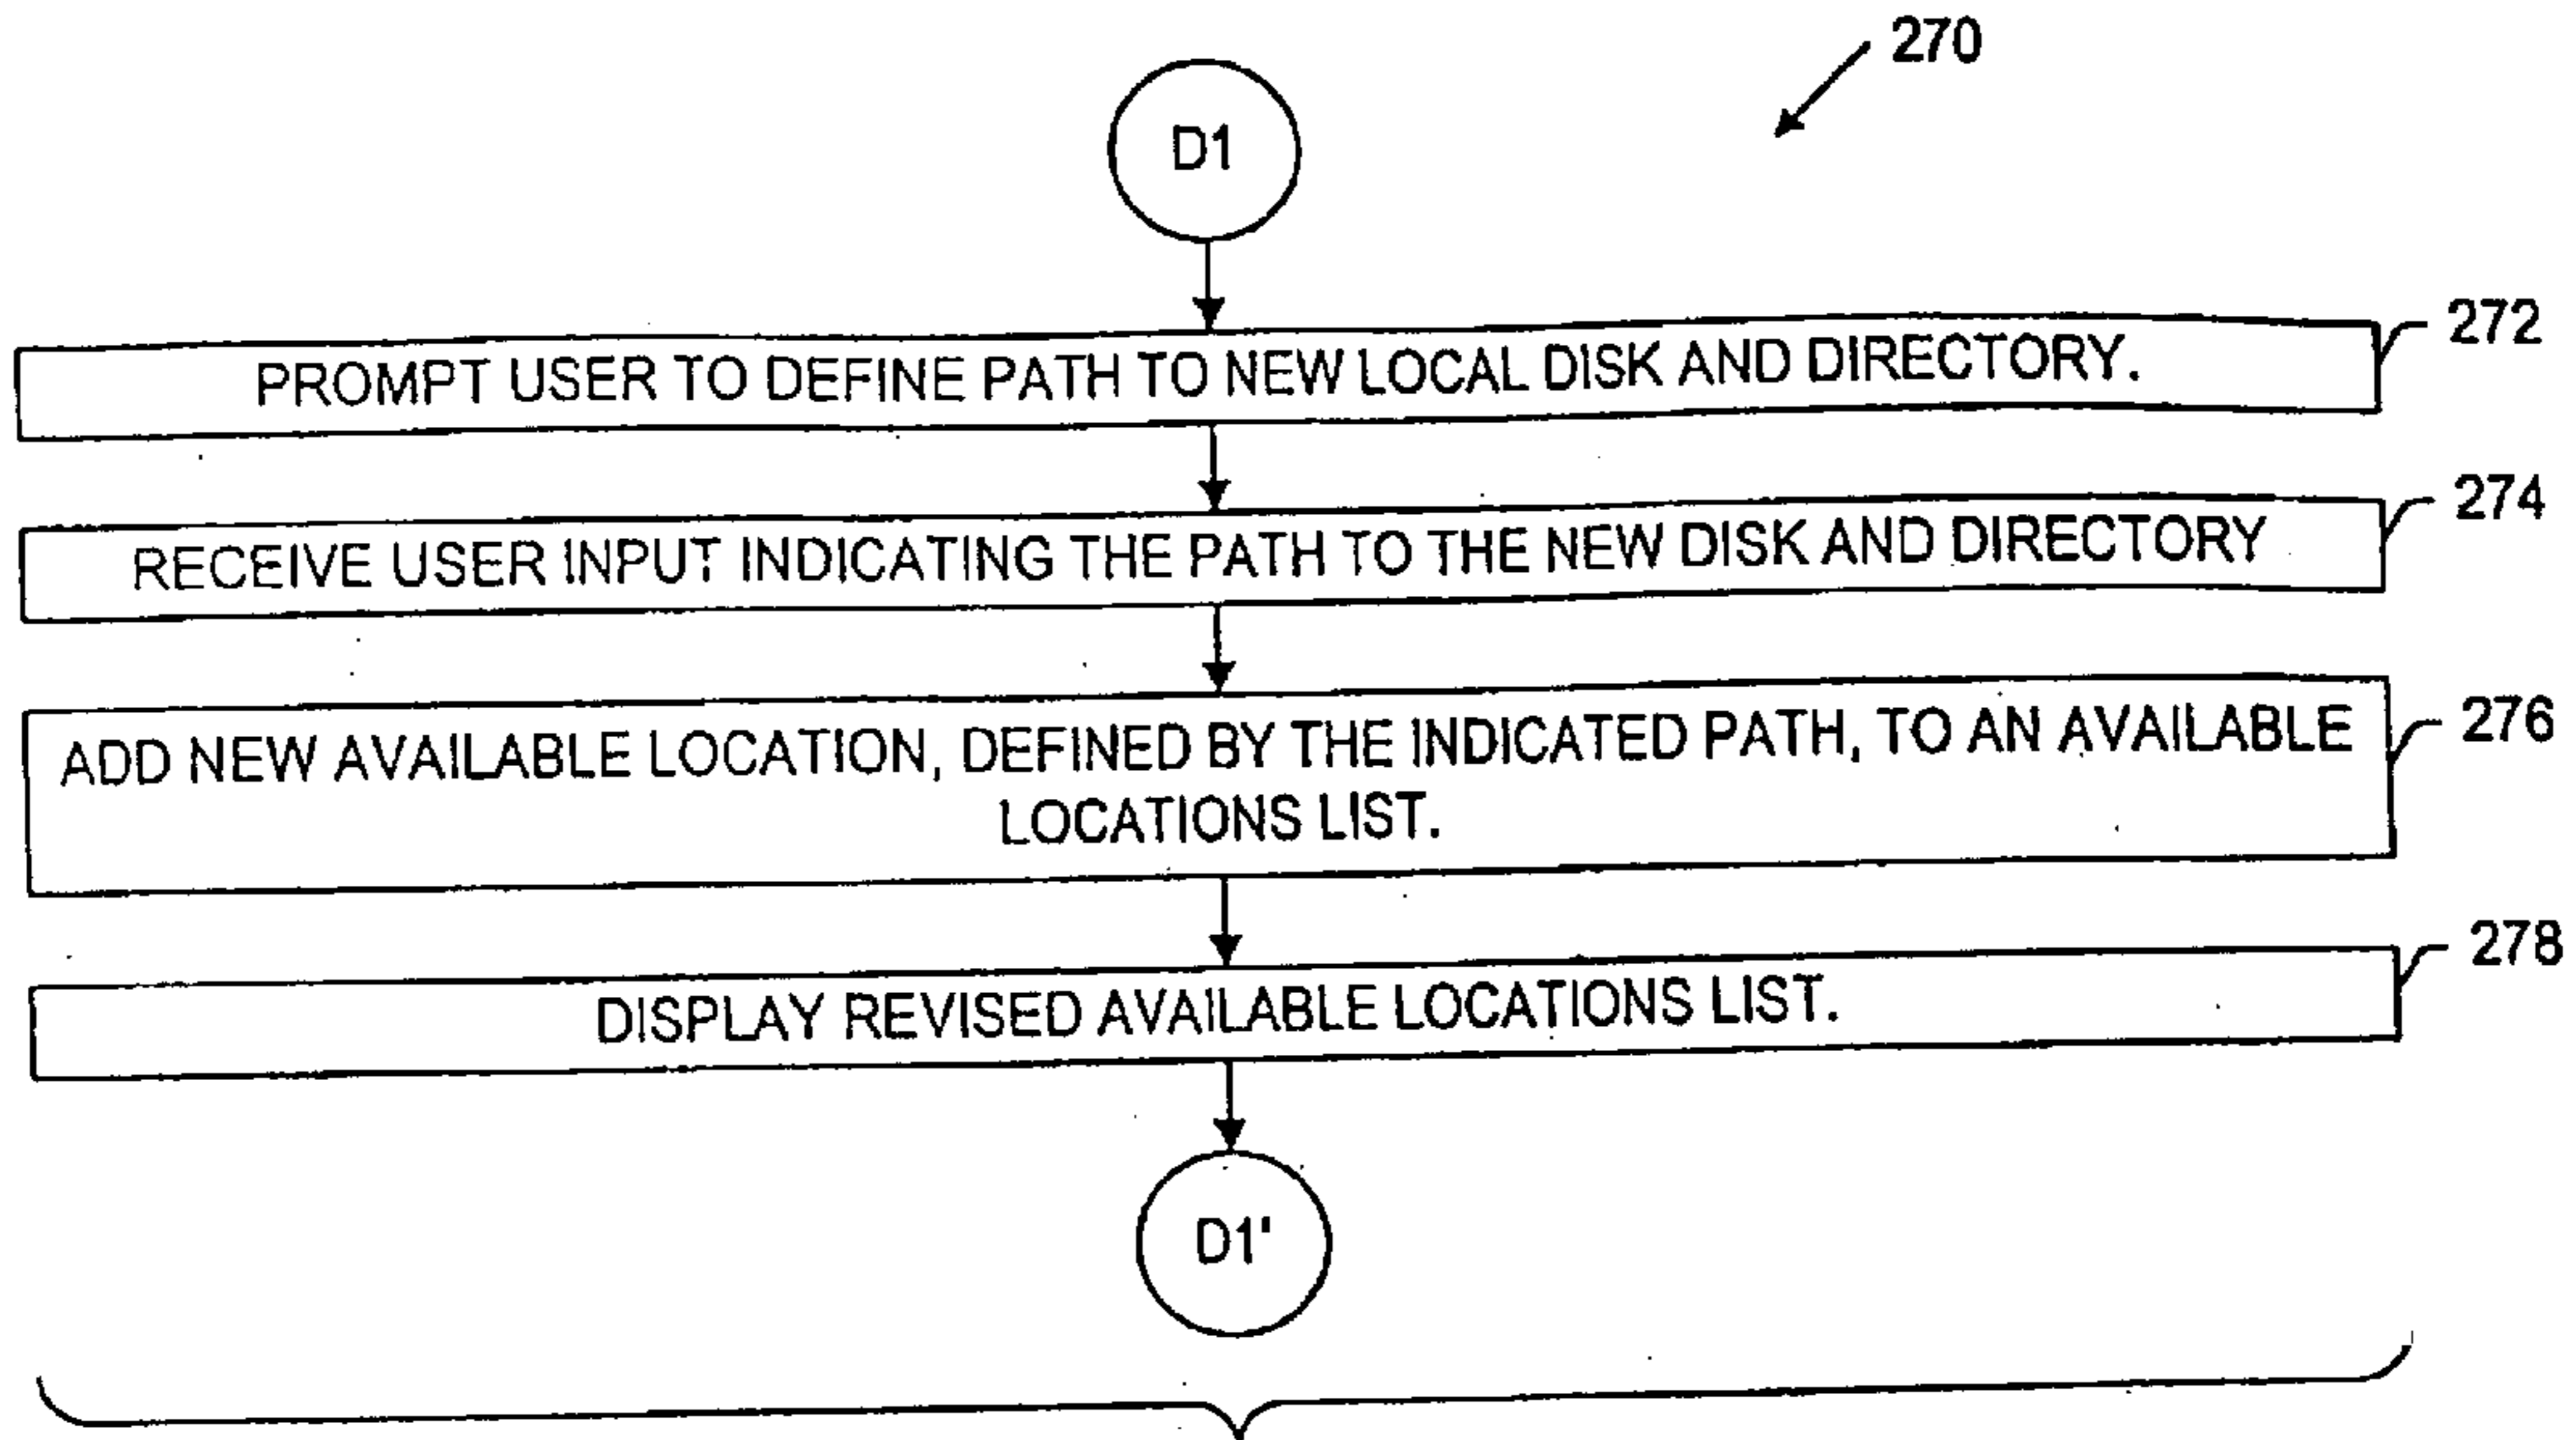 270
D1
272
PROMPT USER TO DEFINE PATH TO NEW LOCAL DISK AND DIRECTORY.
274
RECEIVE USER INPUT INDICATING THE PATH TO THE NEW DISK AND DIRECTORY
276
ADD NEW AVAILABLE LOCATION, DEFINED BY THE INDICATED PATH, TO AN AVAILABLE
LOCATIONS LIST.
278
DISPLAY REVISED AVAILABLE LOCATIONS LIST.
D1'